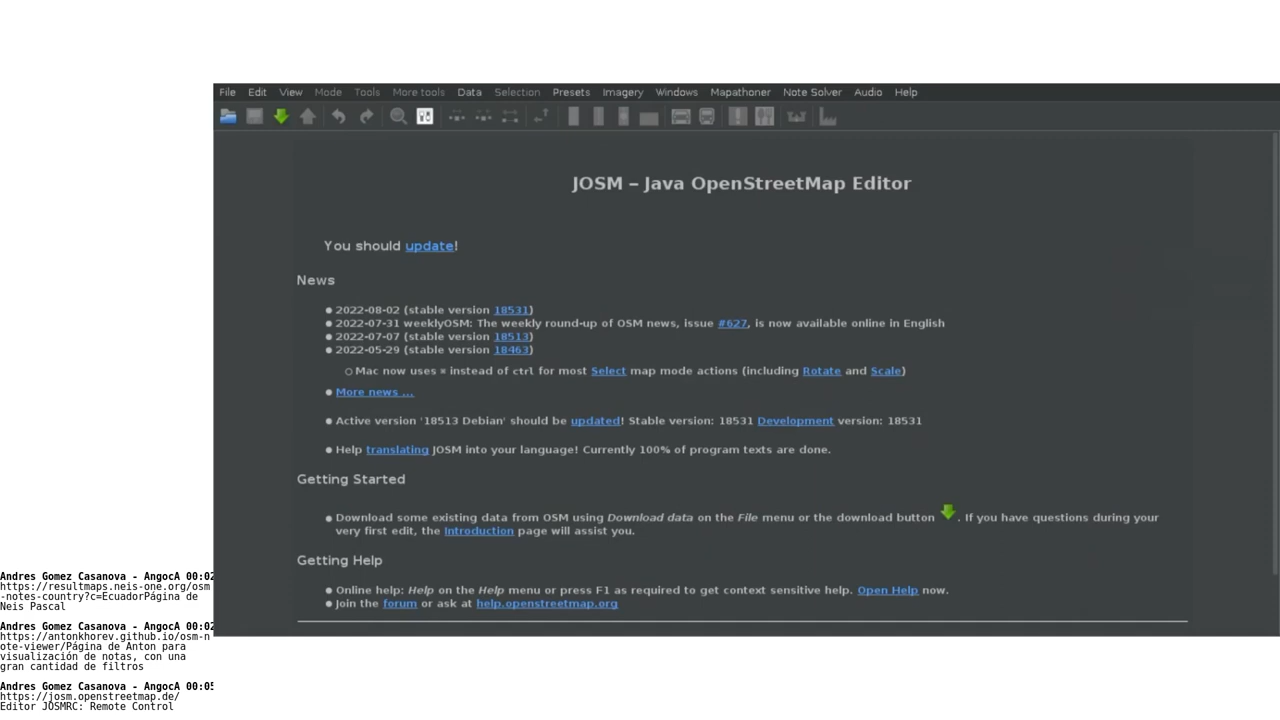 File Edit View Mode Tools More tools Data Selection Presets Imagery Windows Mapathoner Note Solver Audio Help
JOSM – Java OpenStreetMap Editor
You should update!
News
2022-08-02 (stable version 18531)
2022-07-31 weeklyOSM: The weekly round-up of OSM news, issue #627, is now available online in English
2022-07-07 (stable version 18513)
2022-05-29 (stable version 18463)
Mac now uses ⌘ instead of ctrl for most Select map mode actions (including Rotate and Scale)
More news ...
Active version '18513 Debian' should be updated! Stable version: 18531 Development version: 18531
Help translating JOSM into your language! Currently 100% of program texts are done.
Getting Started
Download some existing data from OSM using Download data on the File menu or the download button . If you have questions during your
very first edit, the Introduction page will assist you.
Getting Help
Online help: Help on the Help menu or press F1 as required to get context sensitive help. Open Help now.
Join the forum or ask at help.openstreetmap.org
Andres Gomez Casanova - AngocA 00:02
https://resultmaps.neis-one.org/osm
-notes-country?c=EcuadorPágina de
Neis Pascal
Andres Gomez Casanova - AngocA 00:02
https://antonkhorev.github.io/osm-n
ote-viewer/Página de Anton para
visualización de notas, con una
gran cantidad de filtros
Andres Gomez Casanova - AngocA 00:05
https://josm.openstreetmap.de/
Editor JOSMRC: Remote Control